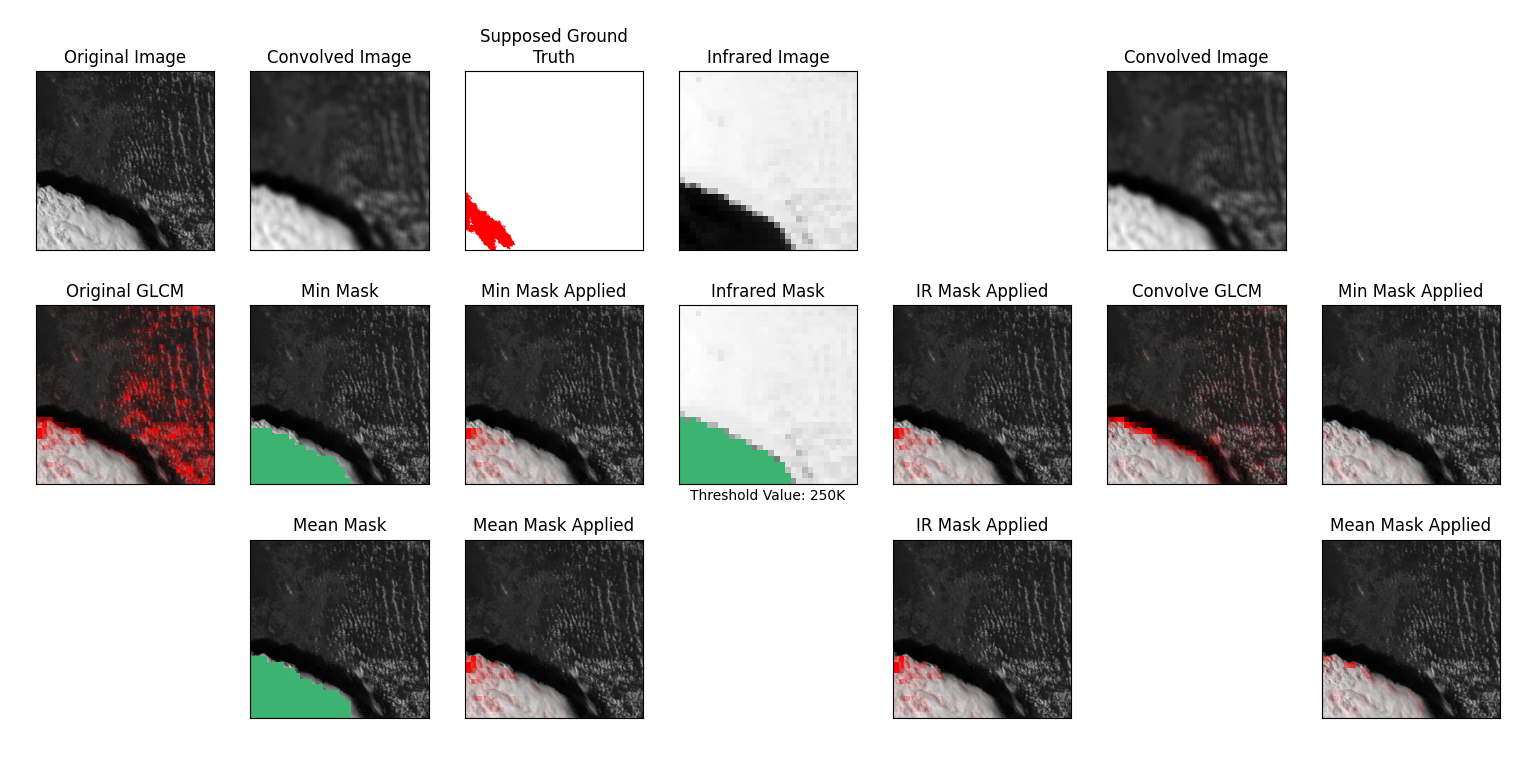 Original Image
Convolved Image
Supposed Ground
Truth
Infrared Image
Convolved Image
Original GLCM
Min Mask
Min Mask Applied
Infrared Mask
IR Mask Applied
Convolve GLCM
Min Mask Applied
Threshold Value: 250K
Mean Mask
Mean Mask Applied
IR Mask Applied
Mean Mask Applied